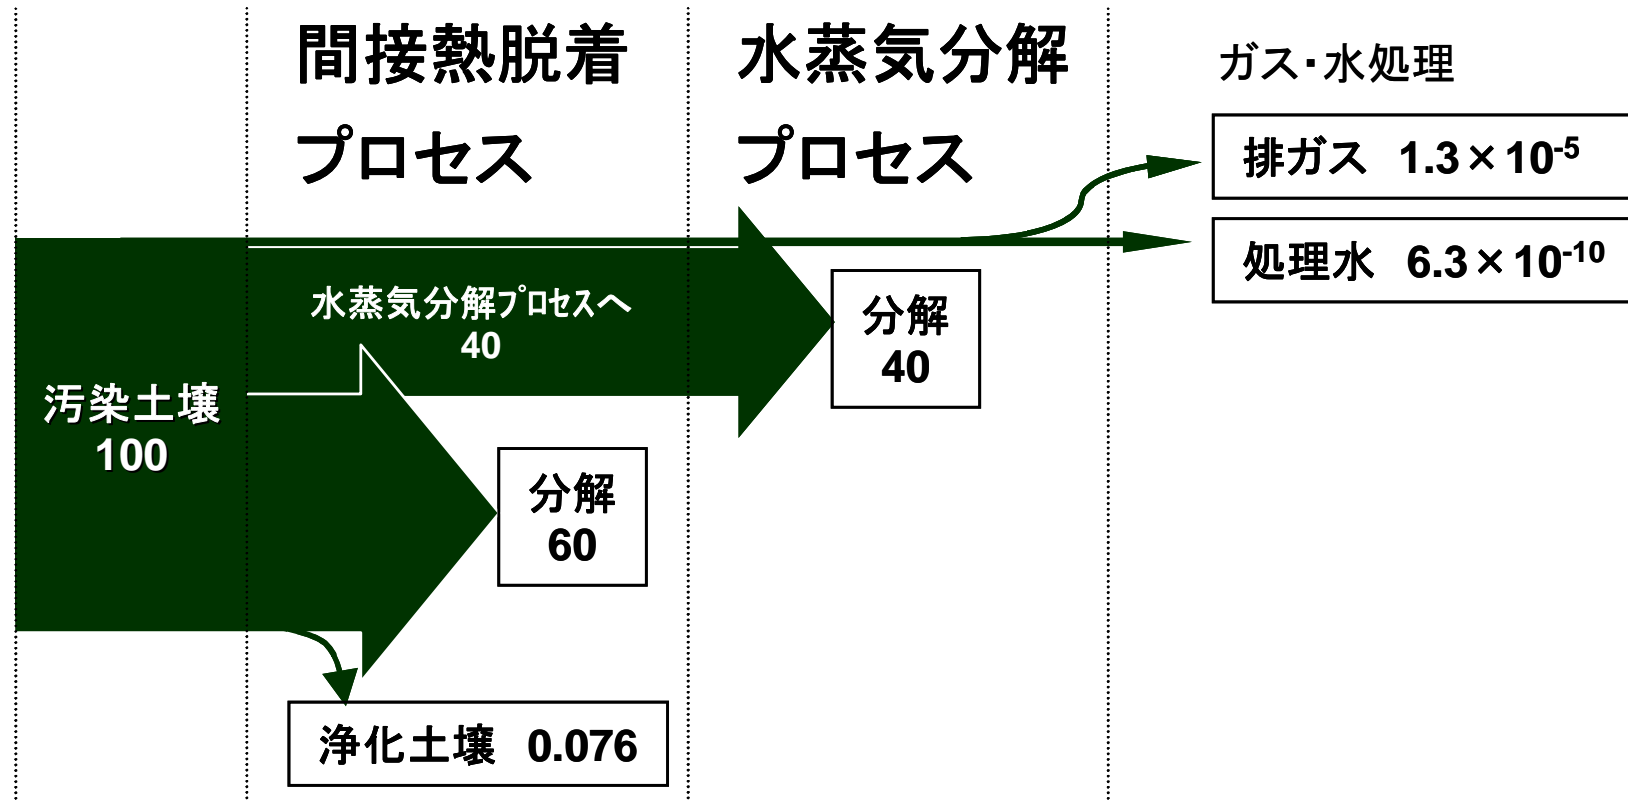 間接熱脱着
プロセス
水蒸気分解
プロセス
ガス・水処理
排ガス 1.3×10⁻⁵
処理水 6.3×10⁻¹⁰
水蒸気分解ﾌﾟﾛｾｽへ
40
分解
40
汚染土壌
100
分解
60
浄化土壌 0.076